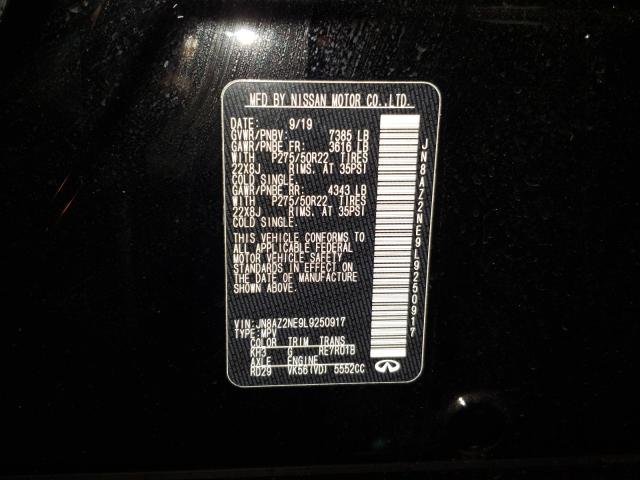 MFD BY NISSAN MOTOR CO.,LTD.
DATE: 9/19
GVWR/PNBV: 7385 LB
GAWR/PNBE FR: 3616 LB
WITH P275/50R22 TIRES
22X8J RIMS. AT 35PSI
COLD SINGLE.
GAWR/PNBE RR: 4343 LB
WITH P275/50R22 TIRES
22X8J RIMS. AT 35PSI
COLD SINGLE.
THIS VEHICLE CONFORMS TO
ALL APPLICABLE FEDERAL
MOTOR VEHICLE SAFETY
STANDARDS IN EFFECT ON
THE DATE OF MANUFACTURE
SHOWN ABOVE.
VIN: JN8AZ2NE9L9250917
TYPE: MPV
COLOR TRIM TRANS
KH3 G RE7R01B
AXLE ENGINE
RD29 VK56(VD) 5552CC
JN8AZ2NE9L9250917